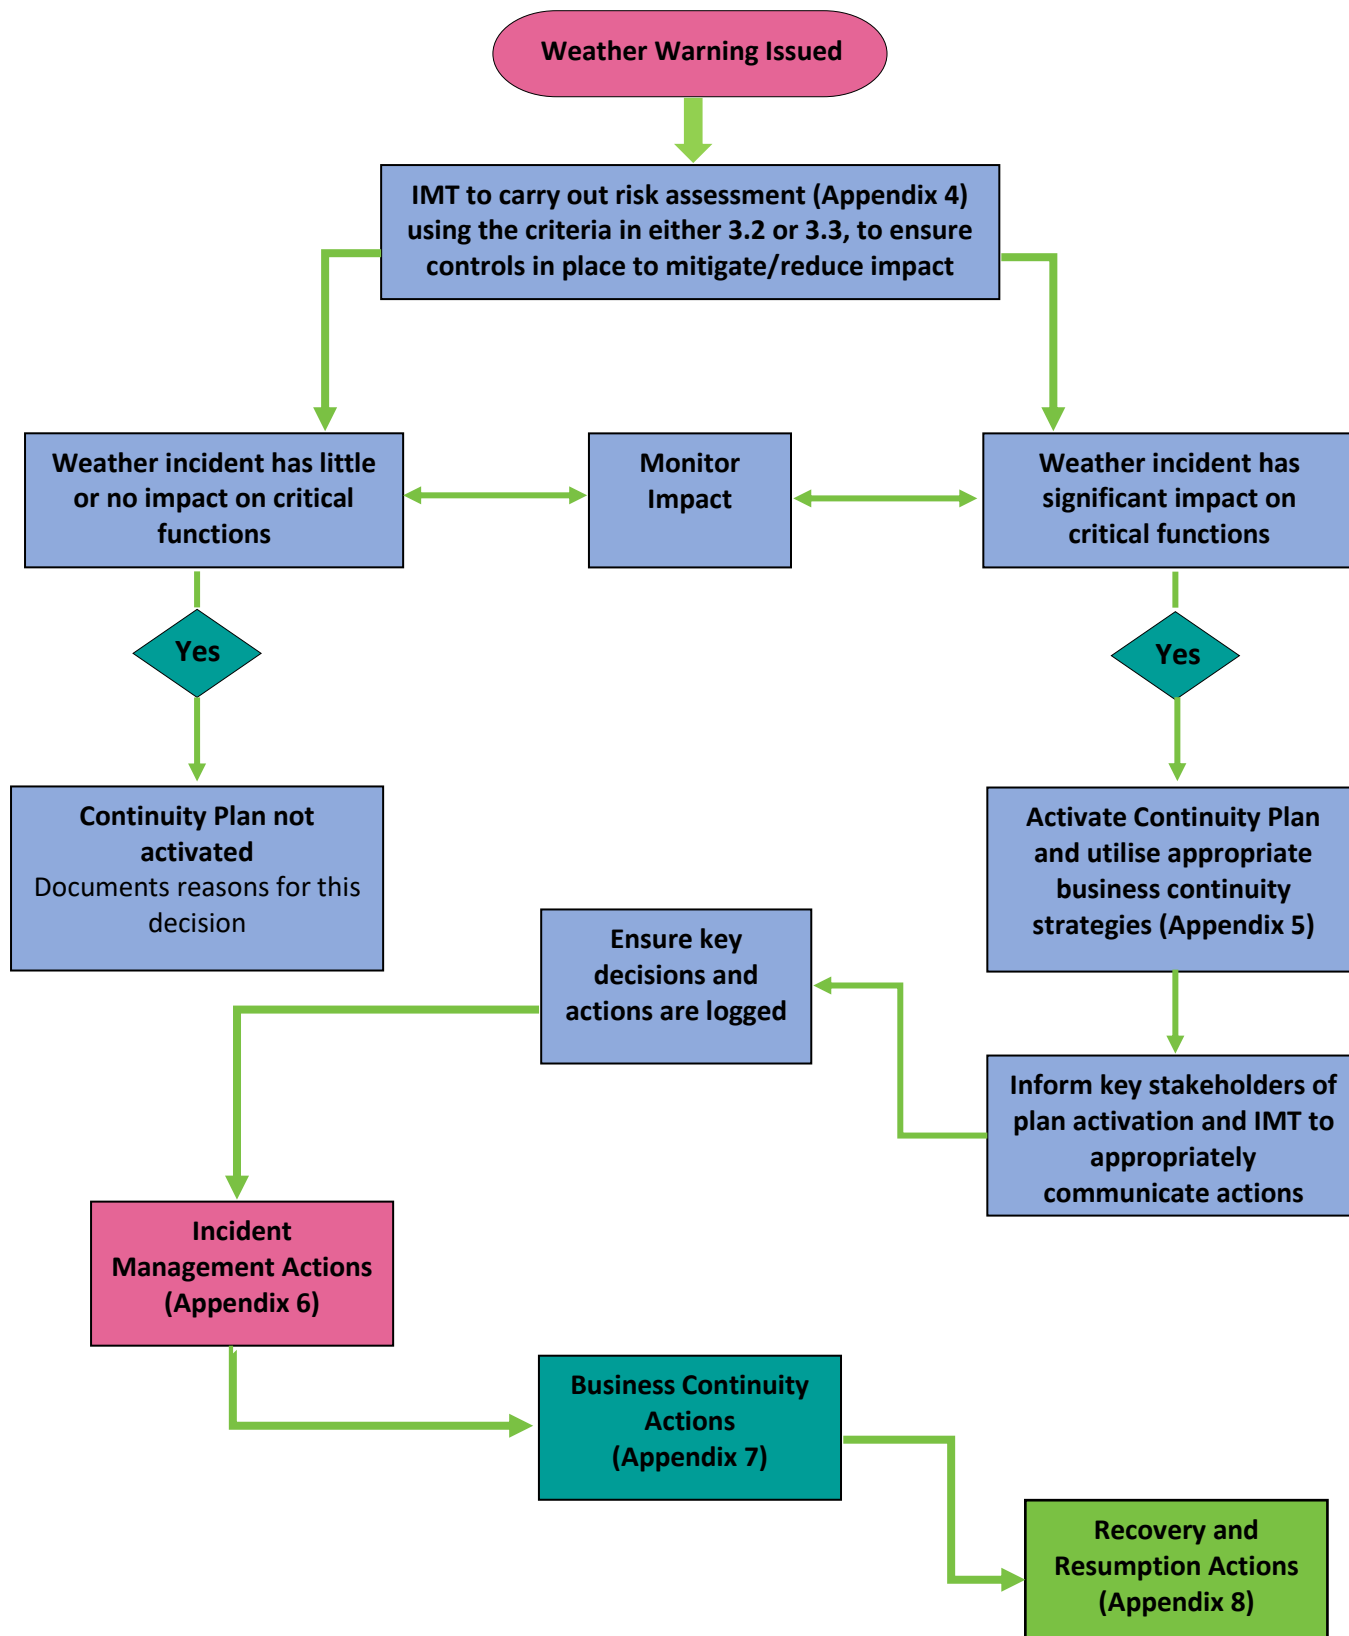 Weather Warning Issued
IMT to carry out risk assessment (Appendix 4)
using the criteria in either 3.2 or 3.3, to ensure
controls in place to mitigate/reduce impact
Weather incident has little
or no impact on critical
functions
Monitor
Impact
Weather incident has
significant impact on
critical functions
Yes
Yes
Continuity Plan not
activated
Documents reasons for this
decision
Activate Continuity Plan
and utilise appropriate
business continuity
strategies (Appendix 5)
Ensure key
decisions and
actions are logged
Inform key stakeholders of
plan activation and IMT to
appropriately
communicate actions
Incident
Management Actions
(Appendix 6)
Business Continuity
Actions
(Appendix 7)
Recovery and
Resumption Actions
(Appendix 8)